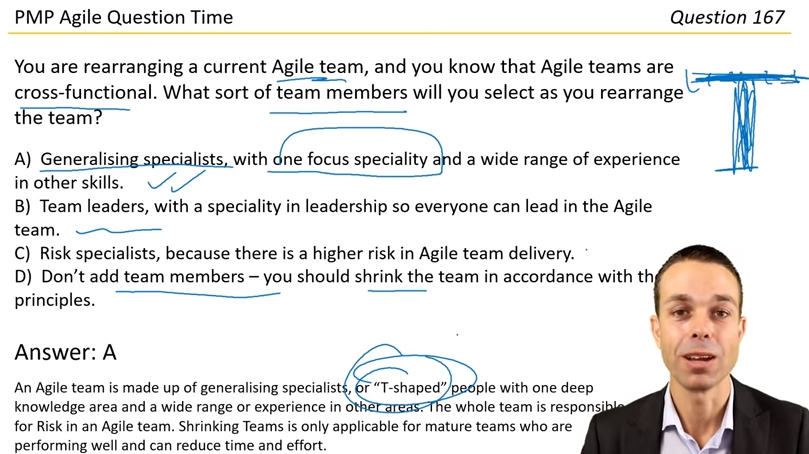 PMP Agile Question Time
Question 167
You are rearranging a current Agile team, and you know that Agile teams are
cross-functional. What sort of team members will you select as you rearrange
the team?
A) Generalising specialists, with one focus speciality and a wide range of experience
in other skills.
B) Team leaders, with a speciality in leadership so everyone can lead in the Agile
team.
C) Risk specialists, because there is a higher risk in Agile team delivery.
D) Don't add team members – you should shrink the team in accordance with th
principles.
Answer: A
An Agile team is made up of generalising specialists, or “T-shaped” people with one deep
knowledge area and a wide range or experience in other areas. The whole team is responsible
for Risk in an Agile team. Shrinking Teams is only applicable for mature teams who are
performing well and can reduce time and effort.